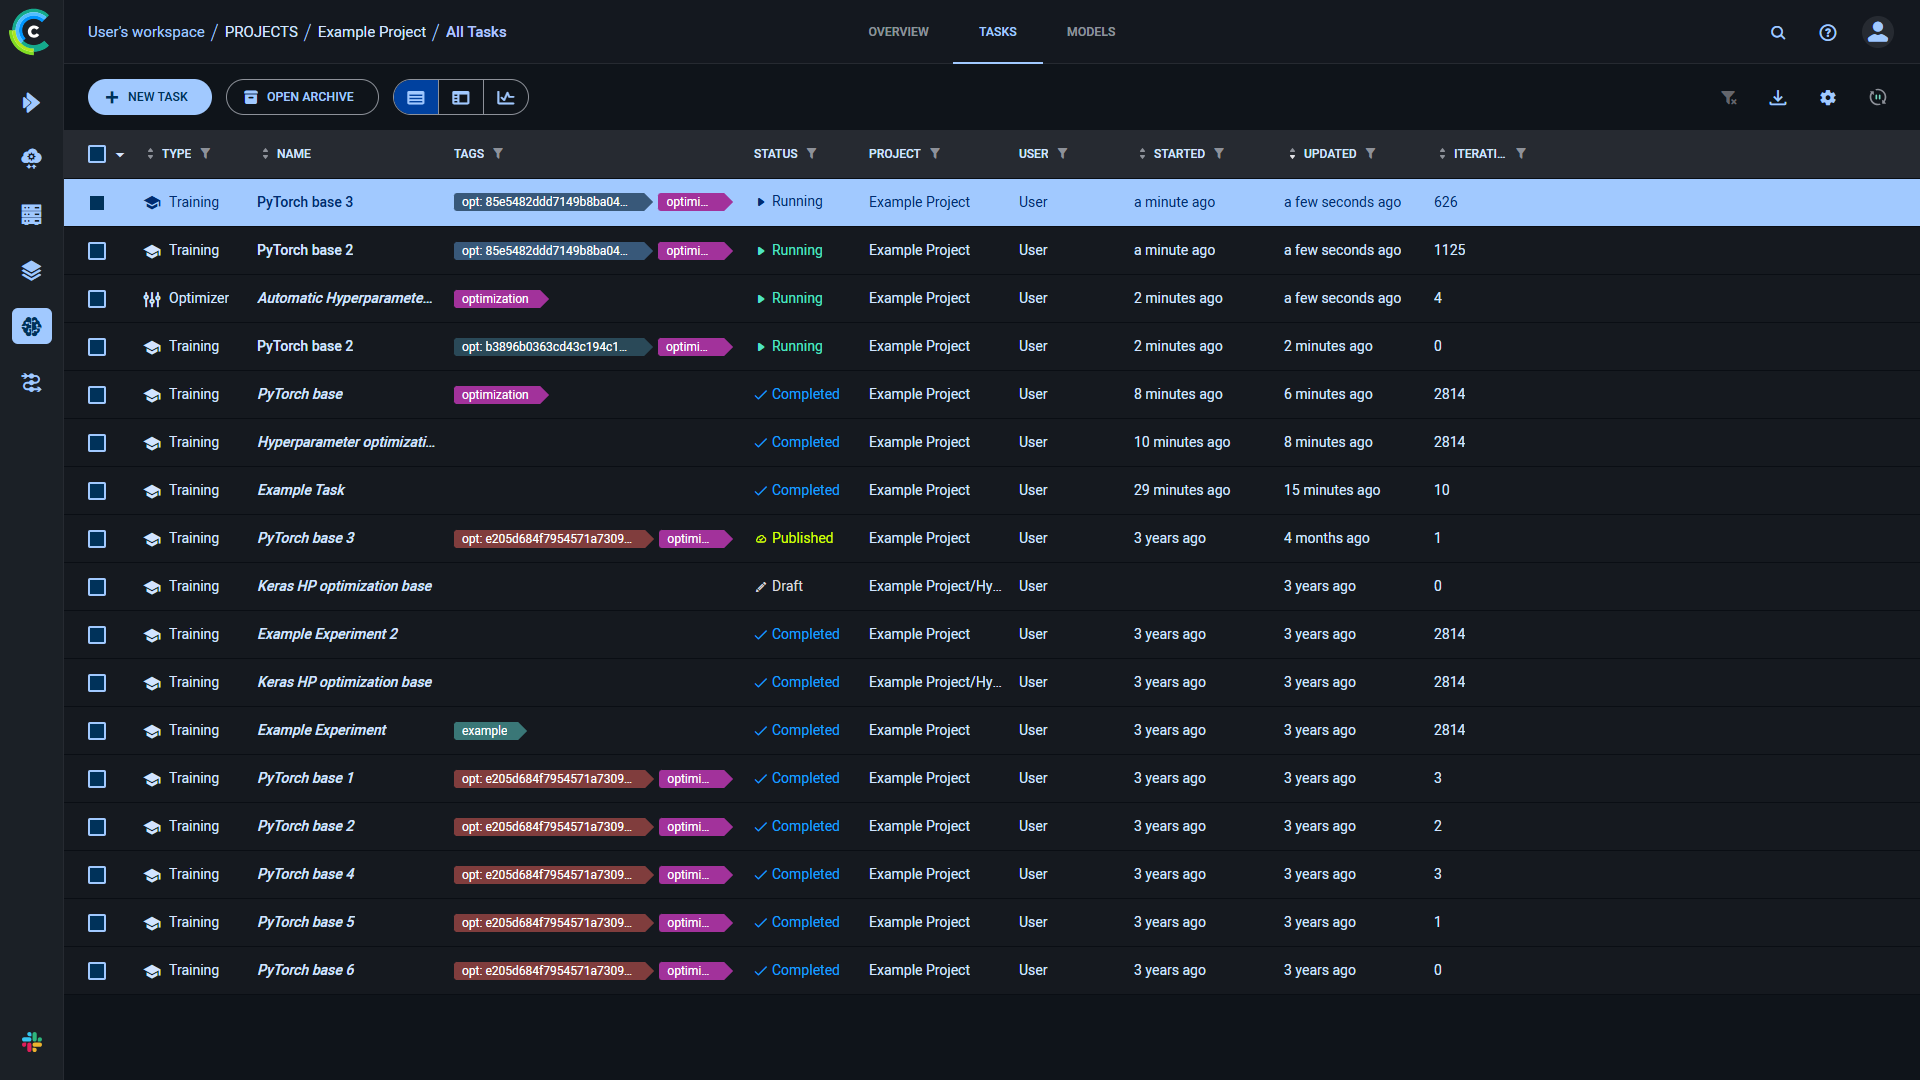 User's workspace / PROJECTS / Example Project / All Tasks
OVERVIEW TASKS MODELS
NEW TASK OPEN ARCHIVE
TYPE NAME TAGS STATUS PROJECT USER STARTED UPDATED ITERATI...
Training PyTorch base 3 opt: 85e5482ddd7149b8ba04... optimi... Running Example Project User a minute ago a few seconds ago 626
Training PyTorch base 2 opt: 85e5482ddd7149b8ba04... optimi... Running Example Project User a minute ago a few seconds ago 1125
Optimizer Automatic Hyperparamete... optimization Running Example Project User 2 minutes ago a few seconds ago 4
Training PyTorch base 2 opt: b3896b0363cd43c194c1... optimi... Running Example Project User 2 minutes ago 2 minutes ago 0
Training PyTorch base optimization Completed Example Project User 8 minutes ago 6 minutes ago 2814
Training Hyperparameter optimizati... Completed Example Project User 10 minutes ago 8 minutes ago 2814
Training Example Task Completed Example Project User 29 minutes ago 15 minutes ago 10
Training PyTorch base 3 opt: e205d684f7954571a7309... optimi... Published Example Project User 3 years ago 4 months ago 1
Training Keras HP optimization base Draft Example Project/Hy... User 3 years ago 0
Training Example Experiment 2 Completed Example Project User 3 years ago 3 years ago 2814
Training Keras HP optimization base Completed Example Project/Hy... User 3 years ago 3 years ago 2814
Training Example Experiment example Completed Example Project User 3 years ago 3 years ago 2814
Training PyTorch base 1 opt: e205d684f7954571a7309... optimi... Completed Example Project User 3 years ago 3 years ago 3
Training PyTorch base 2 opt: e205d684f7954571a7309... optimi... Completed Example Project User 3 years ago 3 years ago 2
Training PyTorch base 4 opt: e205d684f7954571a7309... optimi... Completed Example Project User 3 years ago 3 years ago 3
Training PyTorch base 5 opt: e205d684f7954571a7309... optimi... Completed Example Project User 3 years ago 3 years ago 1
Training PyTorch base 6 opt: e205d684f7954571a7309... optimi... Completed Example Project User 3 years ago 3 years ago 0